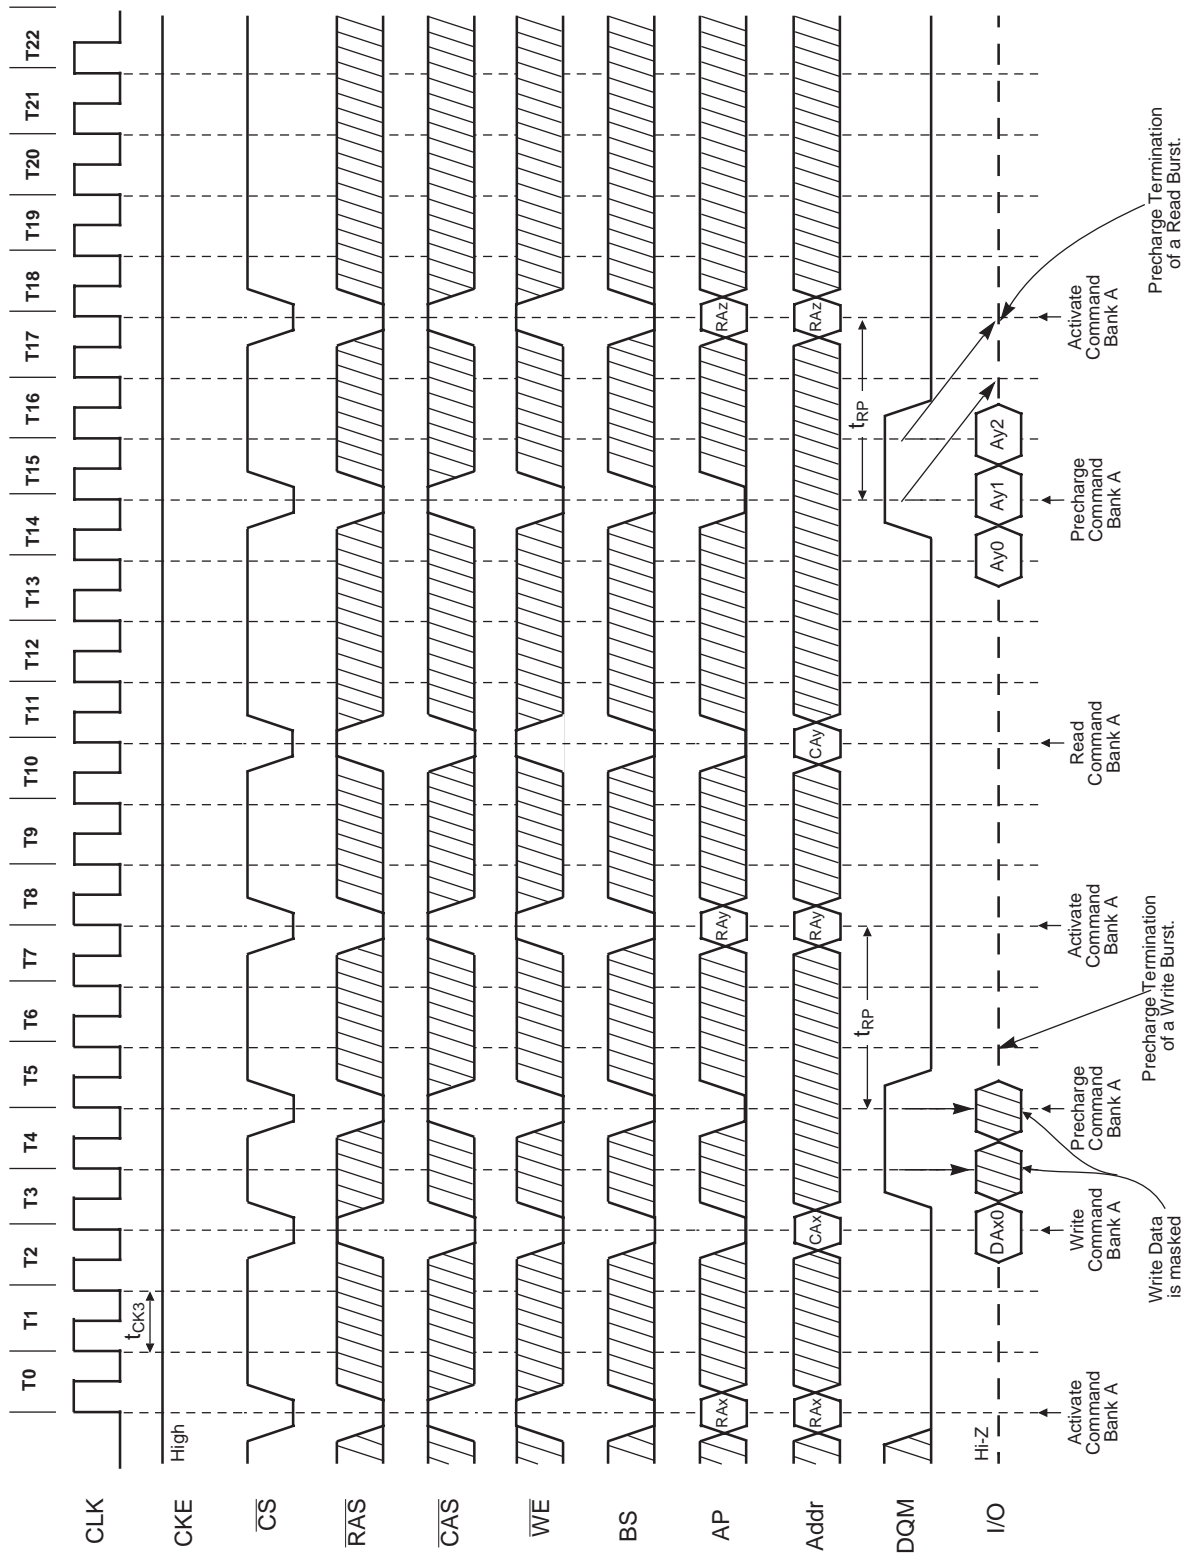 T0 T1 T2 T3 T4 T5 T6 T7 T8 T9 T10 T11 T12 T13 T14 T15 T16 T17 T18 T19 T20 T21 T22
CLK
tCK3
CKE
High
CS
RAS
CAS
WE
BS
AP
RAx
RAy
RAz
Addr
RAx
CAx
RAy
CAy
RAz
tRP
tRP
DQM
I/O
Hi-Z
DAx0
Ay0
Ay1
Ay2
Activate
Command
Bank A
Write
Command
Bank A
Precharge
Command
Bank A
Activate
Command
Bank A
Read
Command
Bank A
Precharge
Command
Bank A
Activate
Command
Bank A
Write Data
is masked
Precharge Termination
of a Write Burst.
Precharge Termination
of a Read Burst.